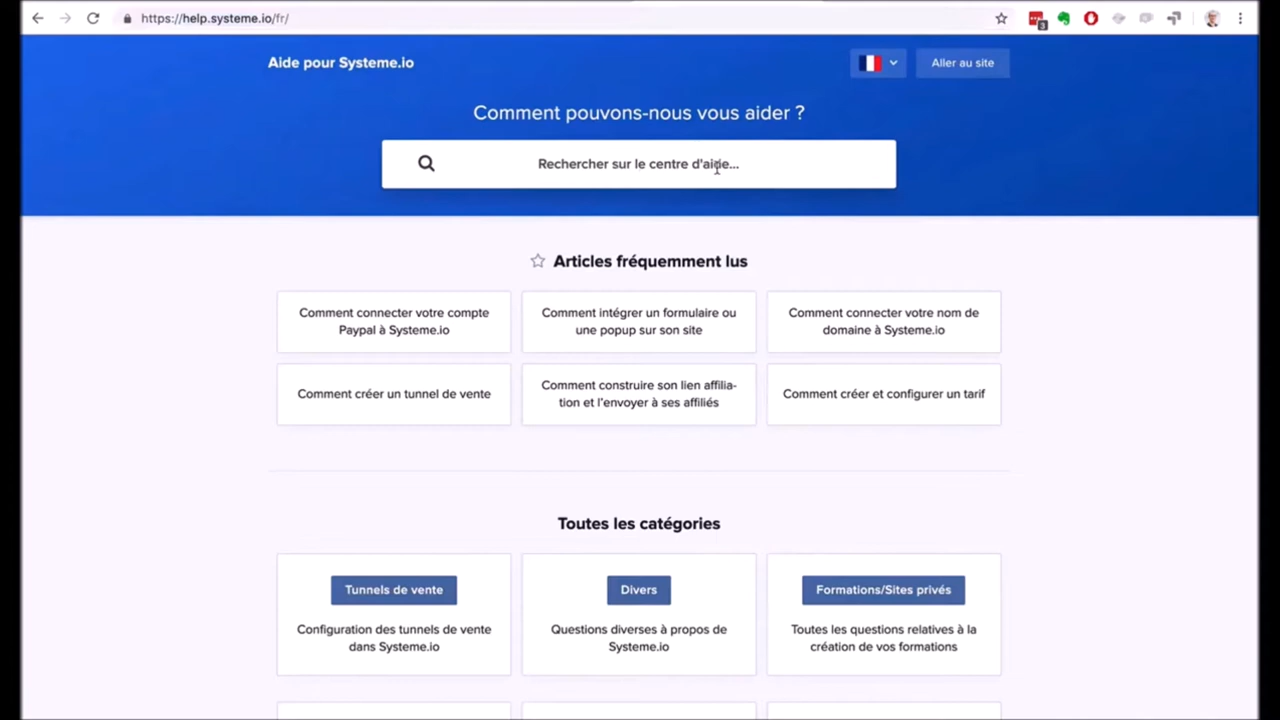 https://help.systeme.io/fr/
3
Aide pour Systeme.io
Aller au site
Comment pouvons-nous vous aider ?
Rechercher sur le centre d'aide...
Articles fréquemment lus
Comment connecter votre compte
Paypal à Systeme.io
Comment intégrer un formulaire ou
une popup sur son site
Comment connecter votre nom de
domaine à Systeme.io
Comment créer un tunnel de vente
Comment construire son lien affilia-
tion et l'envoyer à ses affiliés
Comment créer et configurer un tarif
Toutes les catégories
Tunnels de vente
Configuration des tunnels de vente
dans Systeme.io
Divers
Questions diverses à propos de
Systeme.io
Formations/Sites privés
Toutes les questions relatives à la
création de vos formations